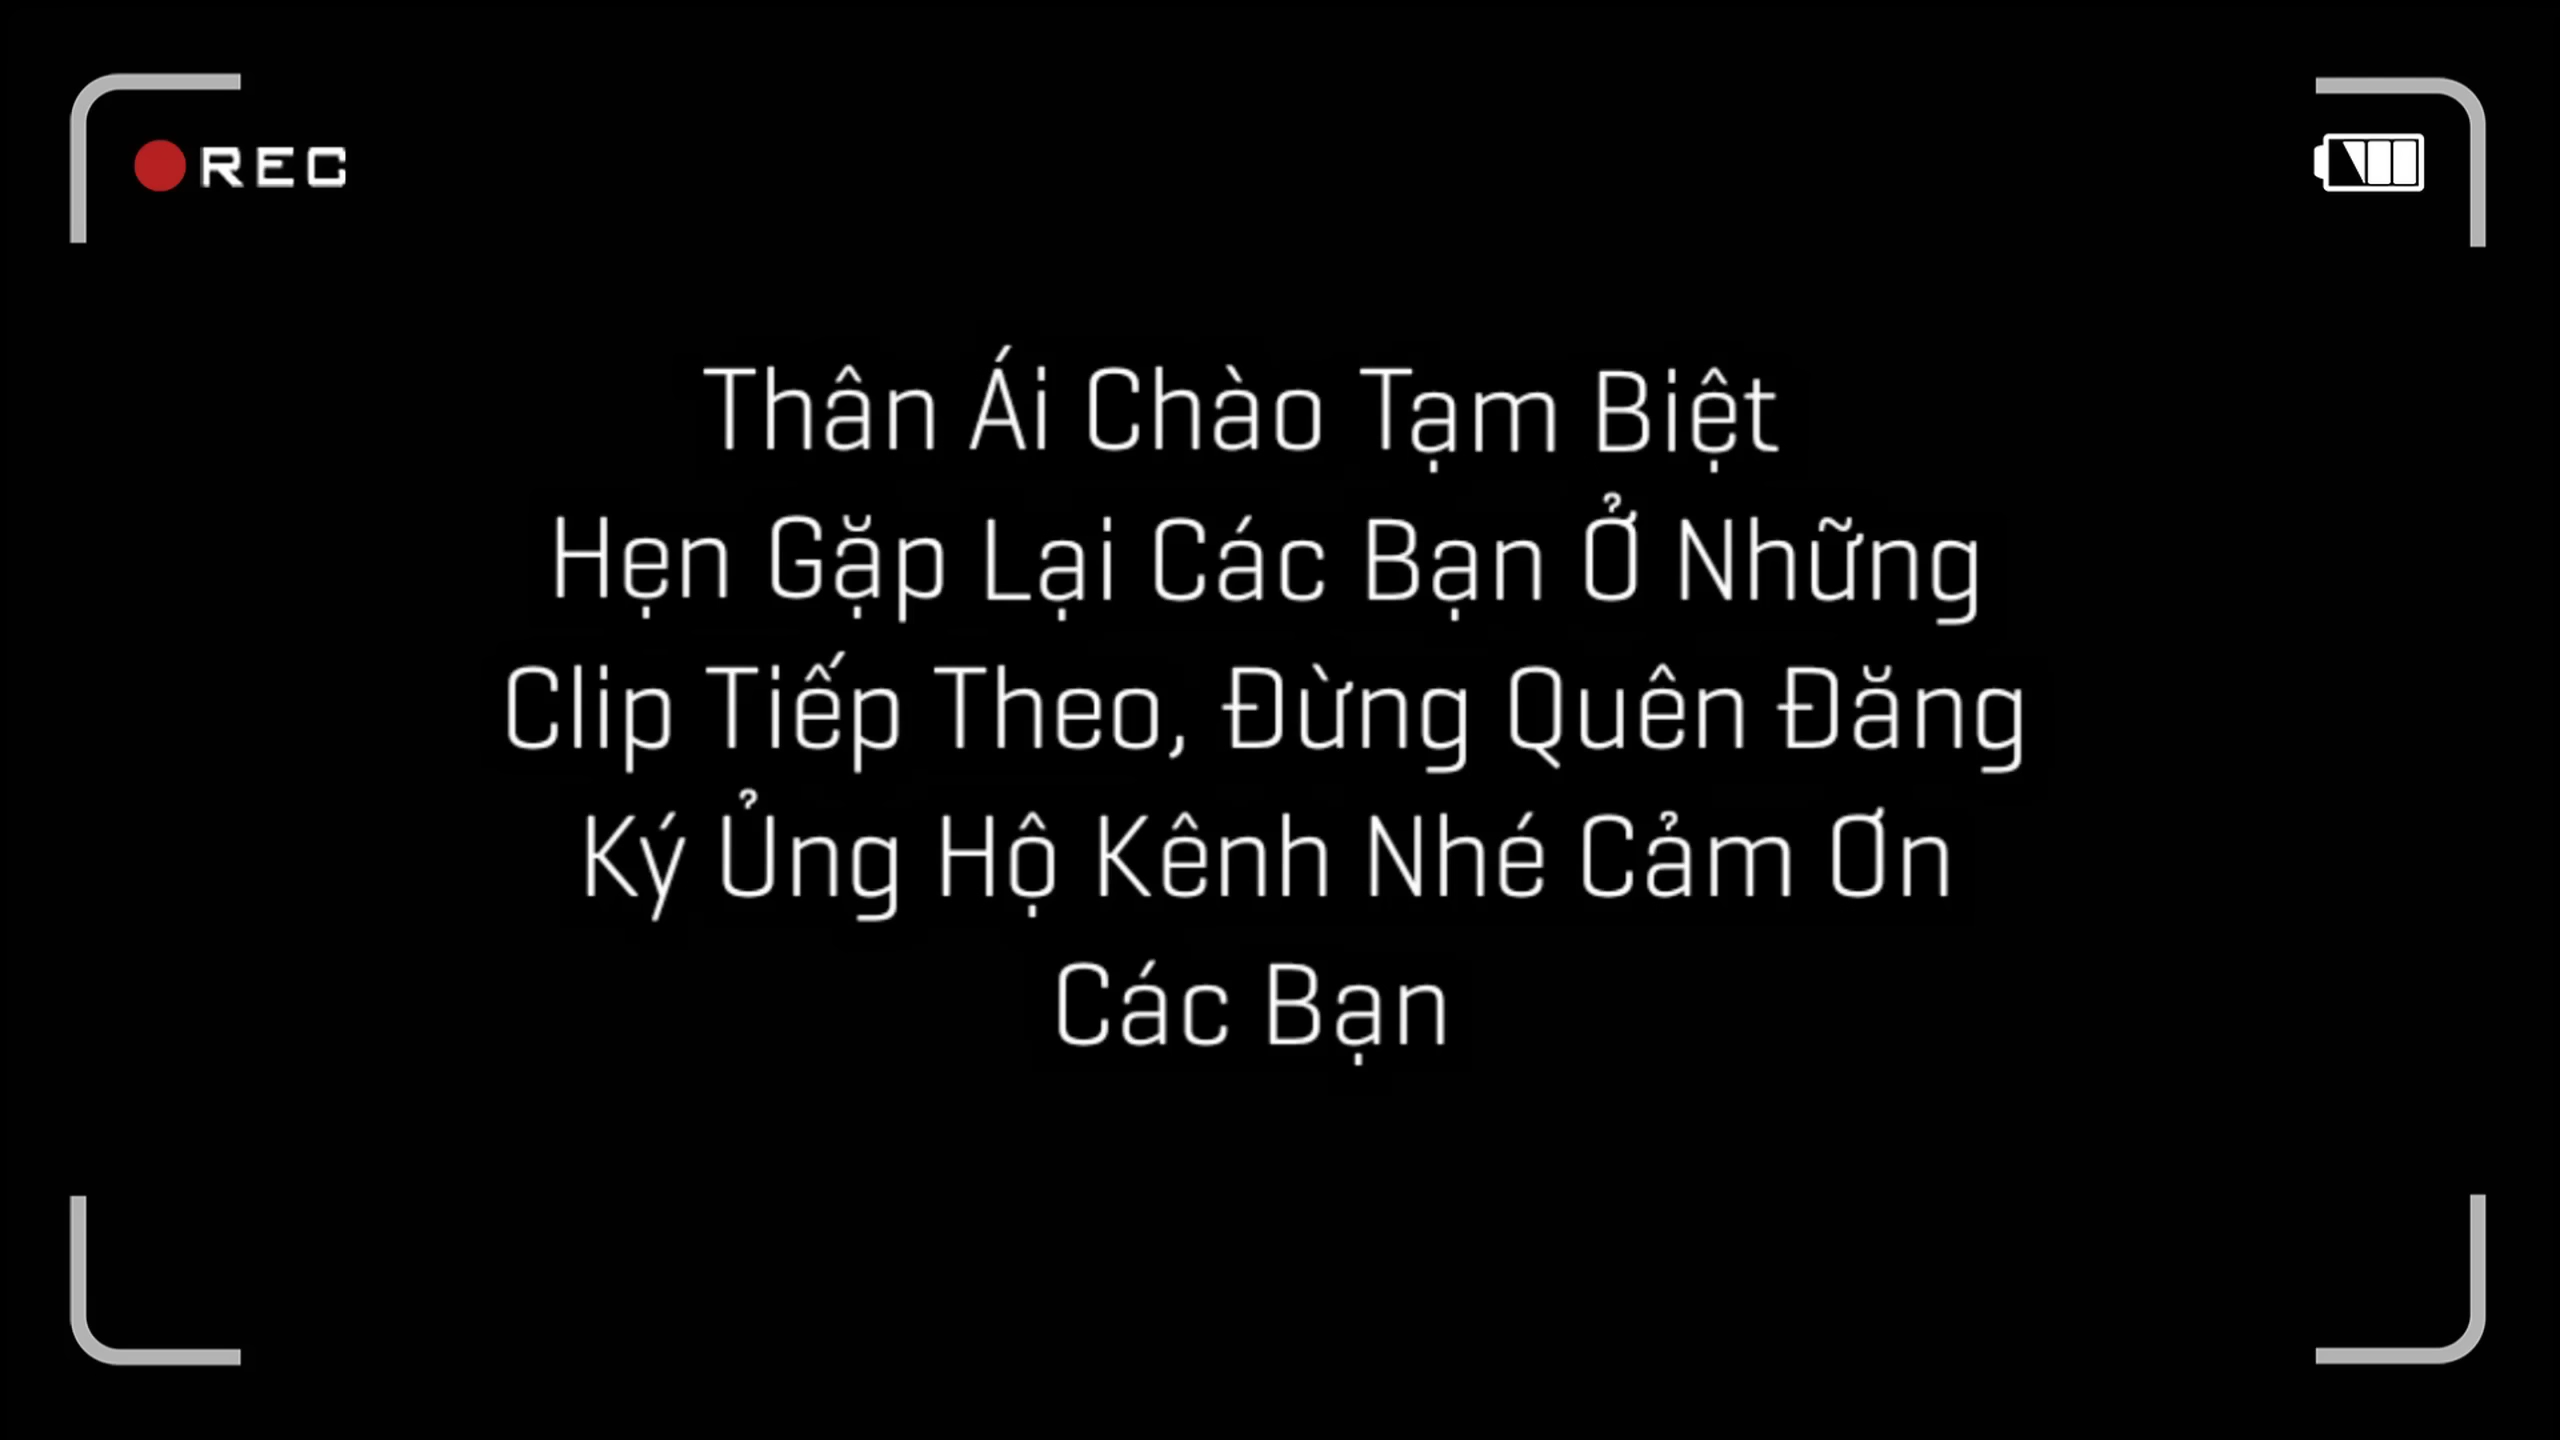 REC
Thân Ái Chào Tạm Biệt
Hẹn Gặp Lại Các Bạn Ở Những
Clip Tiếp Theo, Đừng Quên Đăng
Ký Ủng Hộ Kênh Nhé Cảm Ơn
Các Bạn